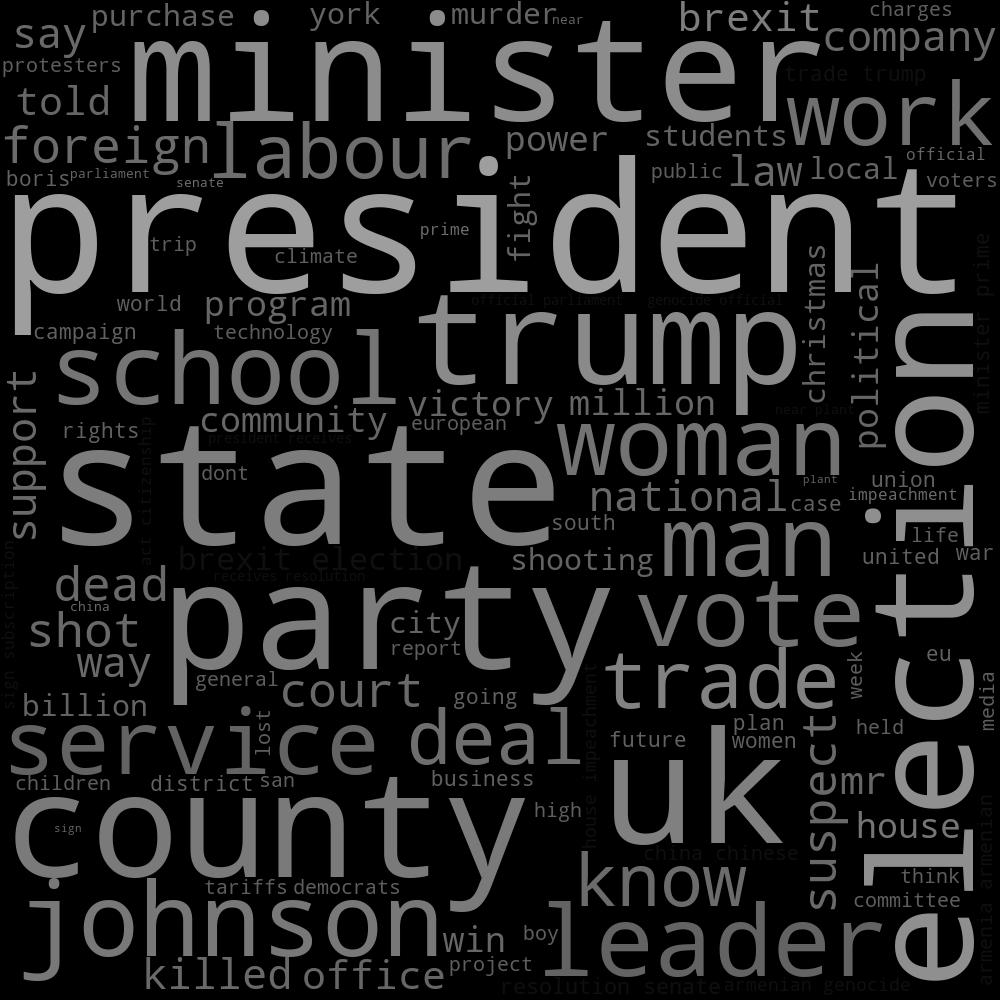 say purchase york murder near brexit charges
minister company
protesters trade trump
told work
foreign labour power students official
boris parliament senate public law local voters
president
trip climate prime fight
world program official parliament genocide official christmas political minister prime
campaign technology trump
school
election
support community victory million near plant
rights european president receives woman
act citizenship
state dont national case plant union impeachment
south man life
brexit election shooting united war
receives resolution
dead
china party vote
sign subscription
shot city
way report trade week eu
general court going
billion lost plan media
service deal future women held
children district san business house impeachment suspect mr
county high uk house
sign china chinese
tariffs democrats know think
committee
johnson win boy leader armenia armenian
killed office project
resolution senate armenian genocide